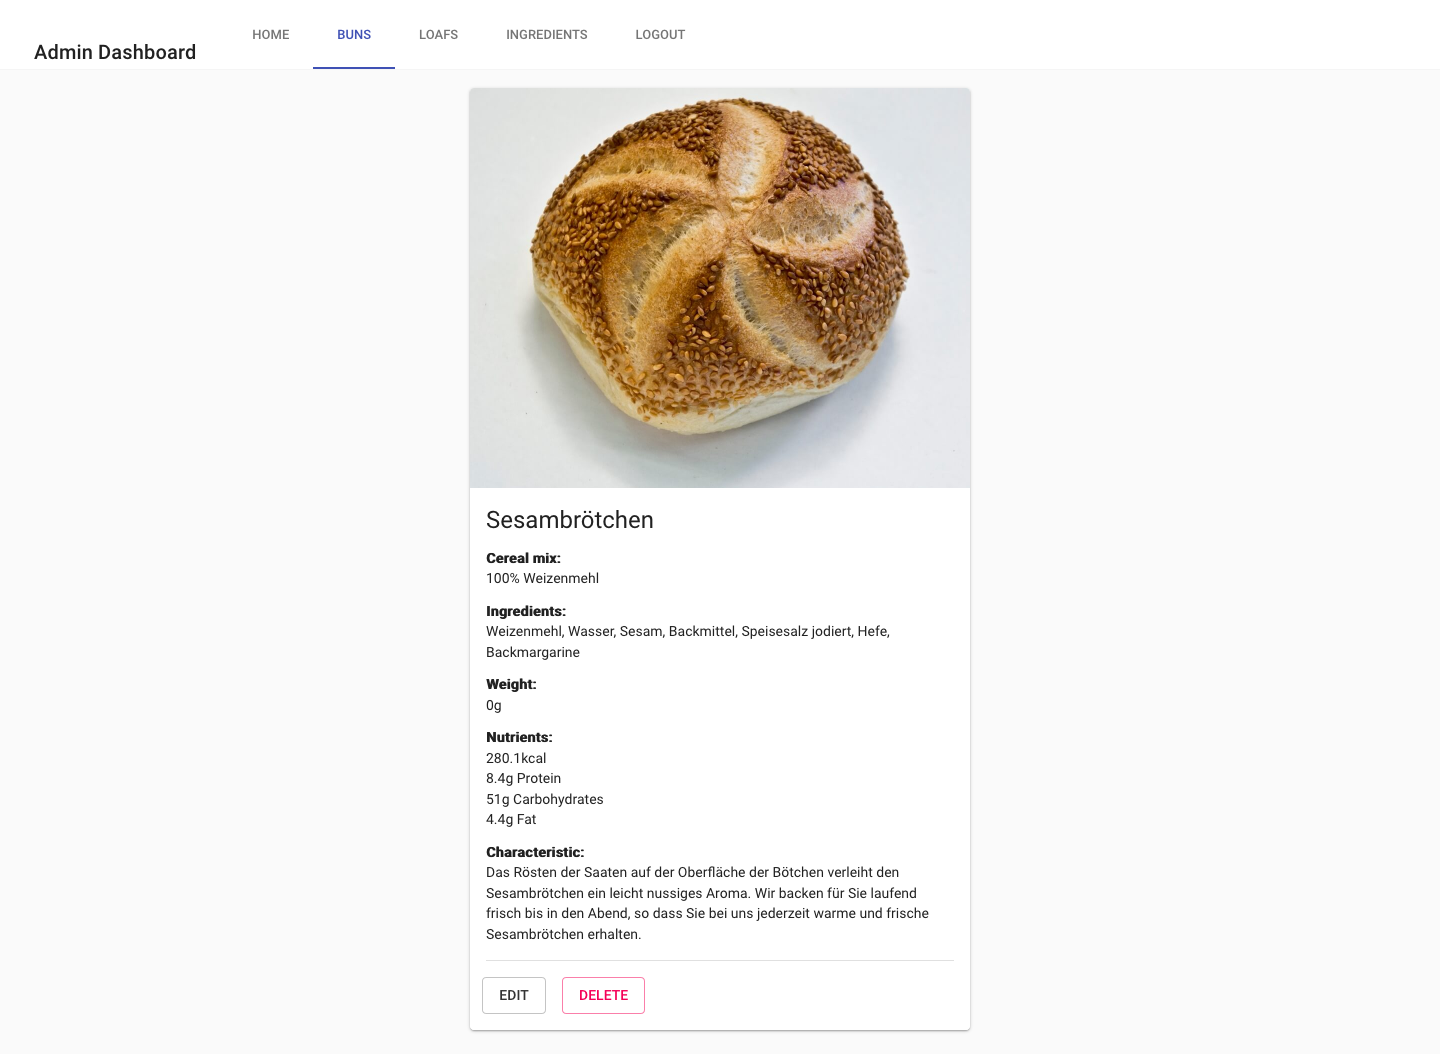 Admin Dashboard
HOME
BUNS
LOAFS
INGREDIENTS
LOGOUT
Sesambrötchen
Cereal mix:
100% Weizenmehl
Ingredients:
Weizenmehl, Wasser, Sesam, Backmittel, Speisesalz jodiert, Hefe,
Backmargarine
Weight:
0g
Nutrients:
280.1kcal
8.4g Protein
51g Carbohydrates
4.4g Fat
Characteristic:
Das Rösten der Saaten auf der Oberfläche der Bötchen verleiht den
Sesambrötchen ein leicht nussiges Aroma. Wir backen für Sie laufend
frisch bis in den Abend, so dass Sie bei uns jederzeit warme und frische
Sesambrötchen erhalten.
EDIT
DELETE